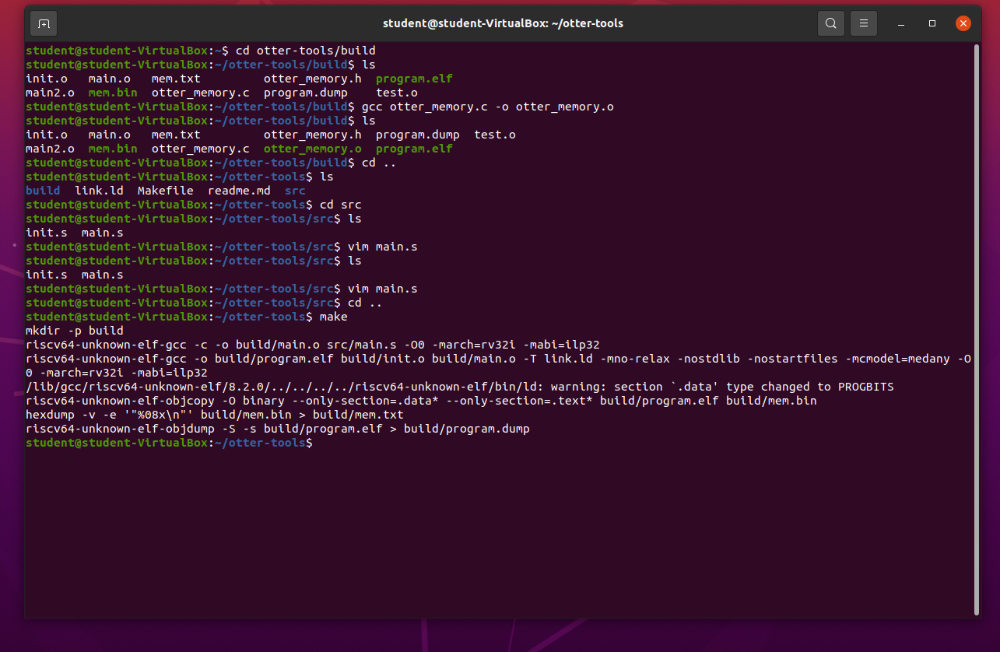 student@student-VirtualBox: ~/otter-tools
student@student-VirtualBox:~$ cd otter-tools/build
student@student-VirtualBox:~/otter-tools/build$ ls
init.o   main.o   mem.txt         otter_memory.h  program.elf
main2.o  mem.bin  otter_memory.c  program.dump    test.o
student@student-VirtualBox:~/otter-tools/build$ gcc otter_memory.c -o otter_memory.o
student@student-VirtualBox:~/otter-tools/build$ ls
init.o   main.o   mem.txt         otter_memory.h  program.dump  test.o
main2.o  mem.bin  otter_memory.c  otter_memory.o  program.elf
student@student-VirtualBox:~/otter-tools/build$ cd ..
student@student-VirtualBox:~/otter-tools$ ls
build  link.ld  Makefile  readme.md  src
student@student-VirtualBox:~/otter-tools$ cd src
student@student-VirtualBox:~/otter-tools/src$ ls
init.s  main.s
student@student-VirtualBox:~/otter-tools/src$ vim main.s
student@student-VirtualBox:~/otter-tools/src$ ls
init.s  main.s
student@student-VirtualBox:~/otter-tools/src$ vim main.s
student@student-VirtualBox:~/otter-tools/src$ cd ..
student@student-VirtualBox:~/otter-tools$ make
mkdir -p build
riscv64-unknown-elf-gcc -c -o build/main.o src/main.s -O0 -march=rv32i -mabi=ilp32
riscv64-unknown-elf-gcc -o build/program.elf build/init.o build/main.o -T link.ld -mno-relax -nostdlib -nostartfiles -mcmodel=medany -O
0 -march=rv32i -mabi=ilp32
/lib/gcc/riscv64-unknown-elf/8.2.0/../../../../riscv64-unknown-elf/bin/ld: warning: section `.data' type changed to PROGBITS
riscv64-unknown-elf-objcopy -O binary --only-section=.data* --only-section=.text* build/program.elf build/mem.bin
hexdump -v -e '"%08x\n"' build/mem.bin > build/mem.txt
riscv64-unknown-elf-objdump -S -s build/program.elf > build/program.dump
student@student-VirtualBox:~/otter-tools$